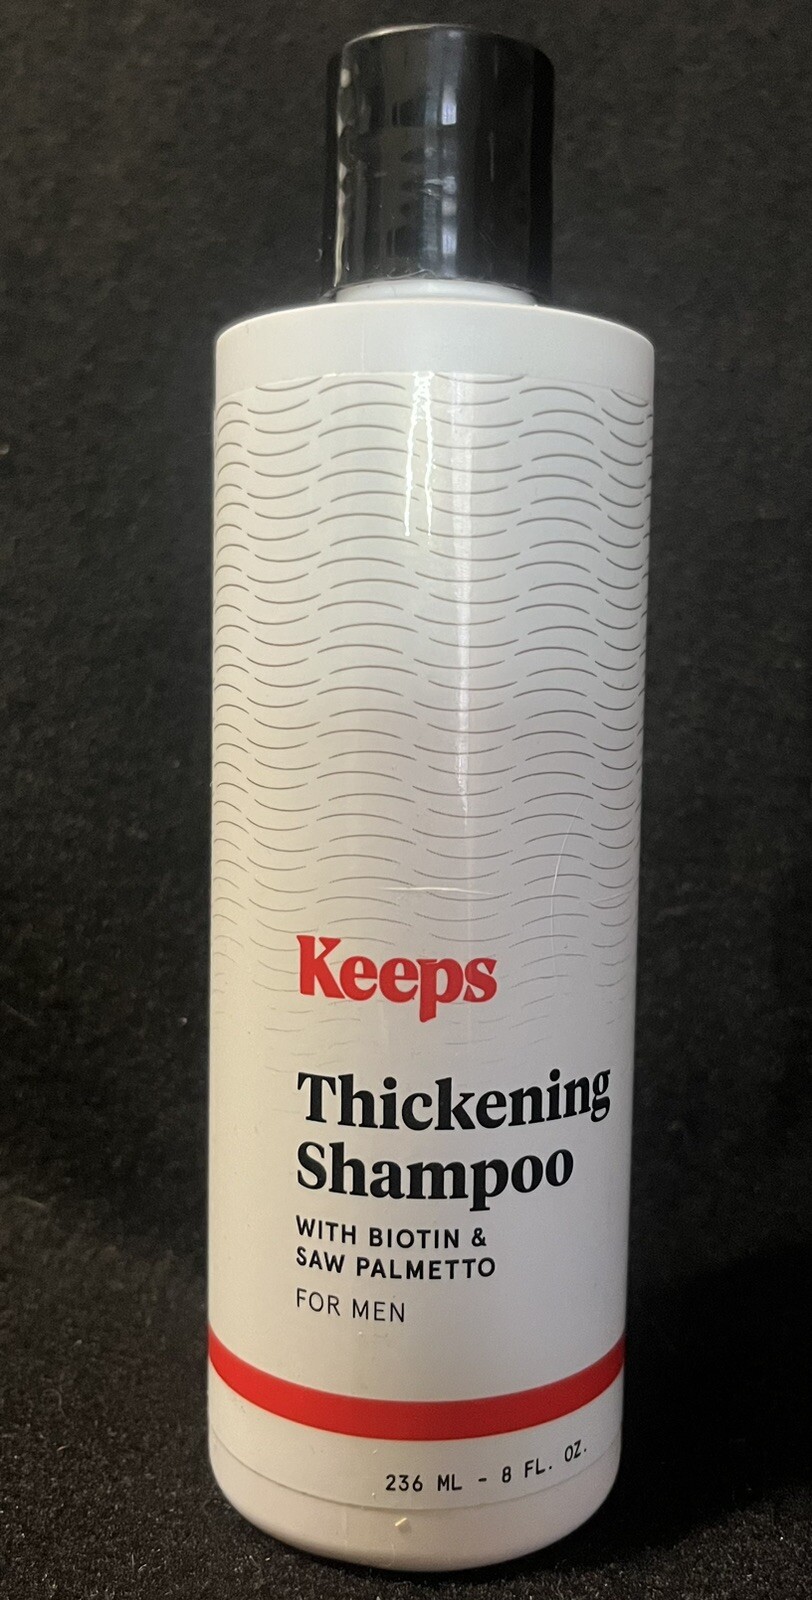 Keeps
Thickening
Shampoo
WITH BIOTIN &
SAW PALMETTO
FOR MEN
236 ML - 8 FL. OZ.